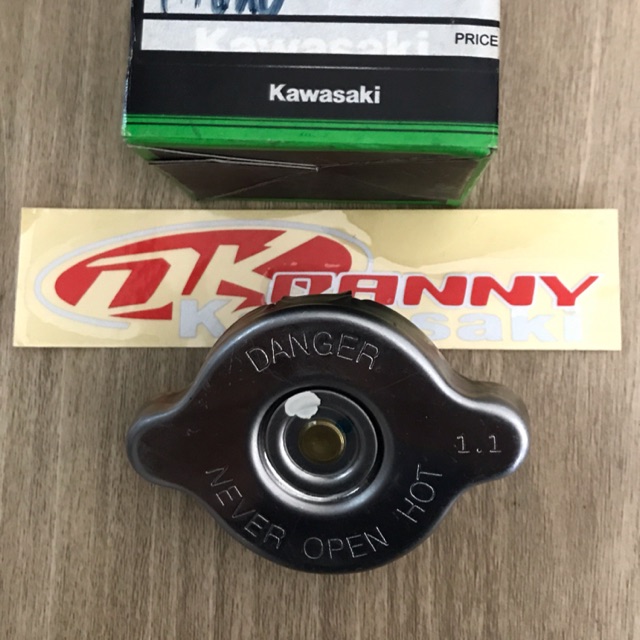 Kawasaki
PRICE
Kawasaki
DK DANNY
Kawasaki
DANGER
1.1
NEVER OPEN HOT